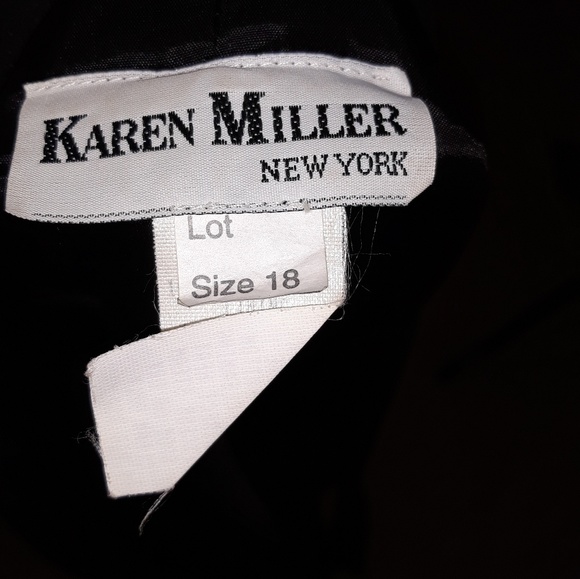 KAREN MILLER
NEW YORK
Lot
Size 18